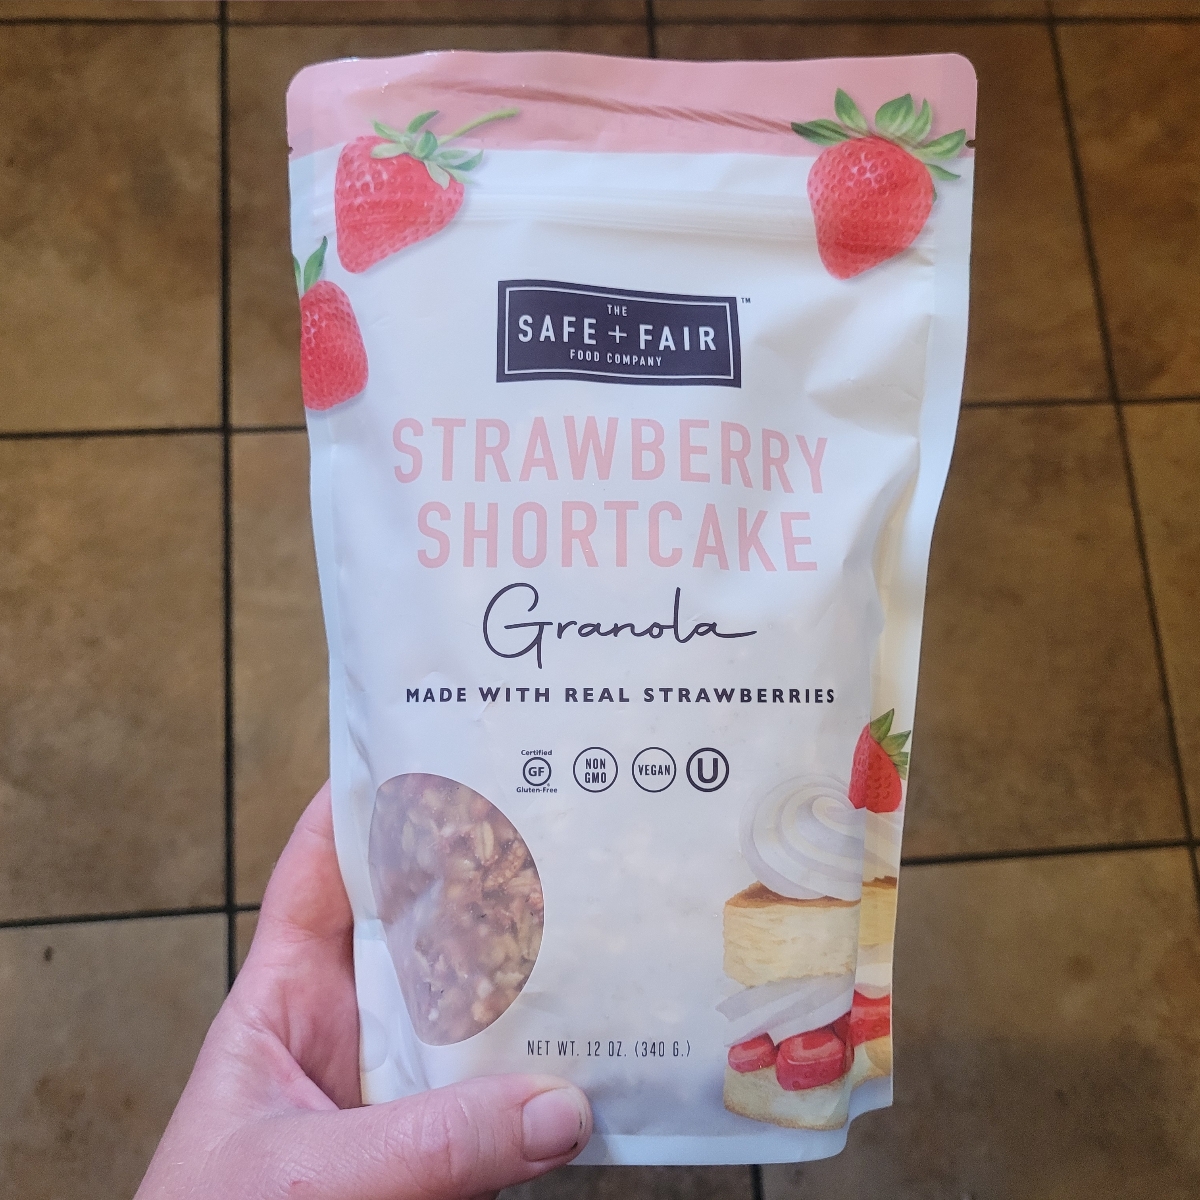 THE
SAFE + FAIR
FOOD COMPANY
™
STRAWBERRY
SHORTCAKE
Granola
MADE WITH REAL STRAWBERRIES
Certified
GF
Gluten-Free
NON
GMO
VEGAN
U
NET WT. 12 OZ. (340 G.)